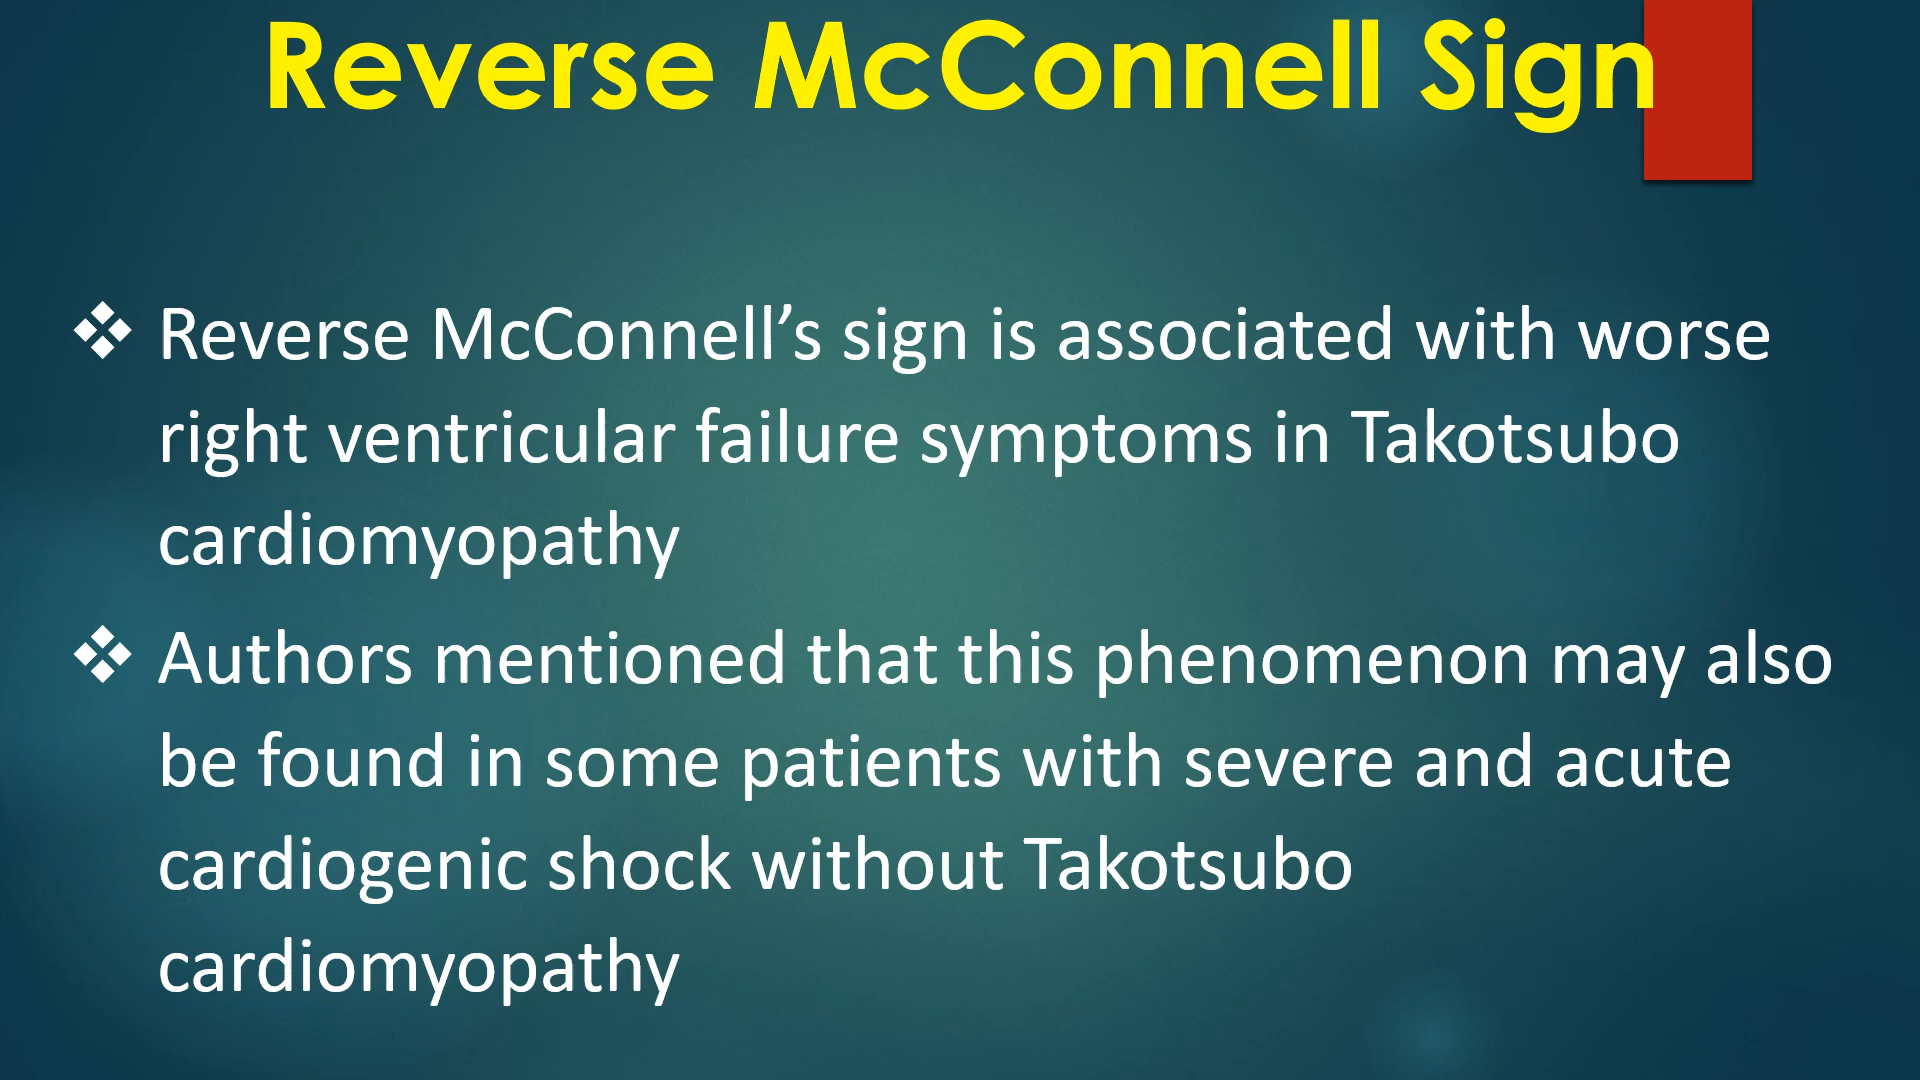 Reverse McConnell Sign
❖ Reverse McConnell’s sign is associated with worse
right ventricular failure symptoms in Takotsubo
cardiomyopathy
❖ Authors mentioned that this phenomenon may also
be found in some patients with severe and acute
cardiogenic shock without Takotsubo
cardiomyopathy